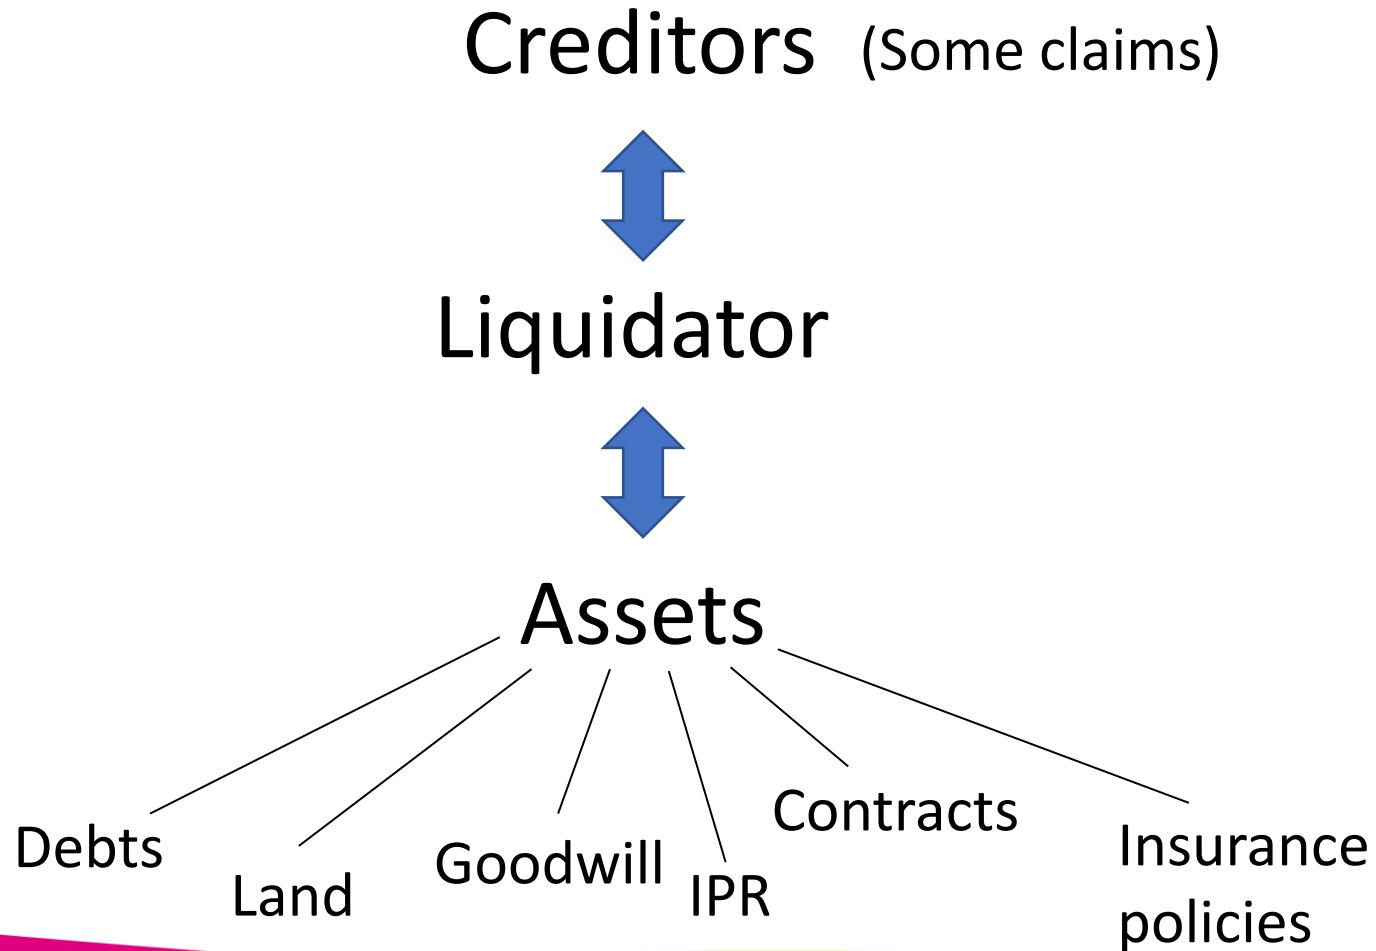 Creditors (Some claims)
Liquidator
Assets
Debts
Land
Goodwill
IPR
Contracts
Insurance
policies